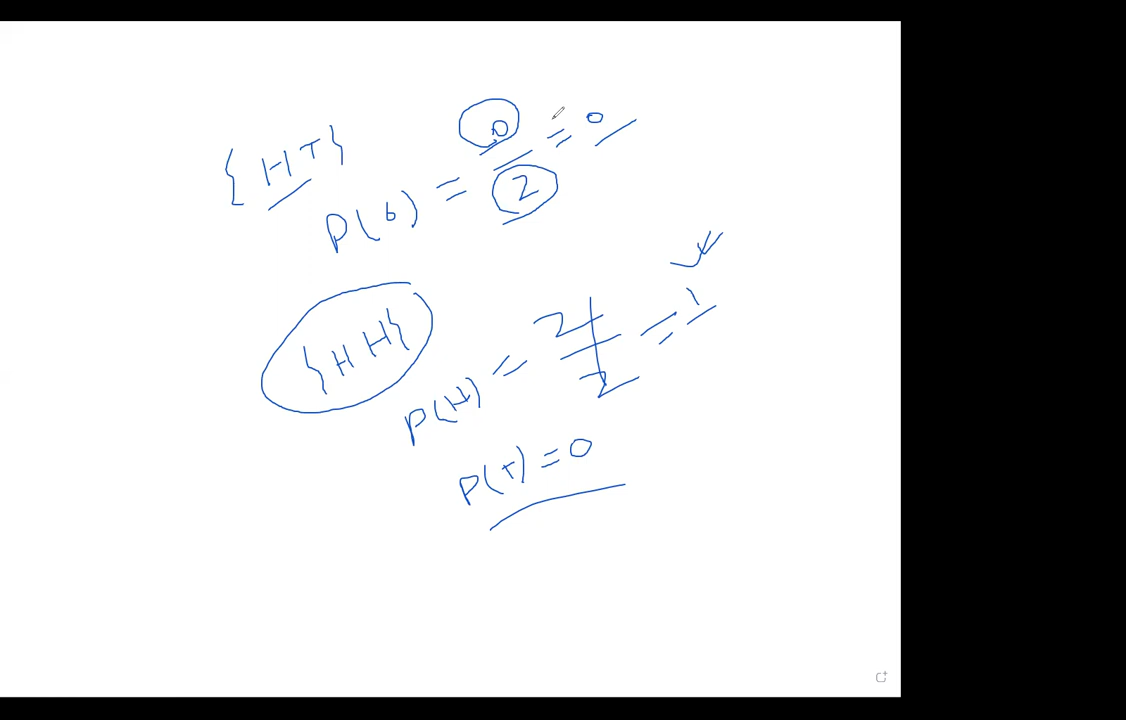 { H T }
P(6) = 0/2 = 0
{ H H }
P(H) = 2/2 = 1
P(T) = 0